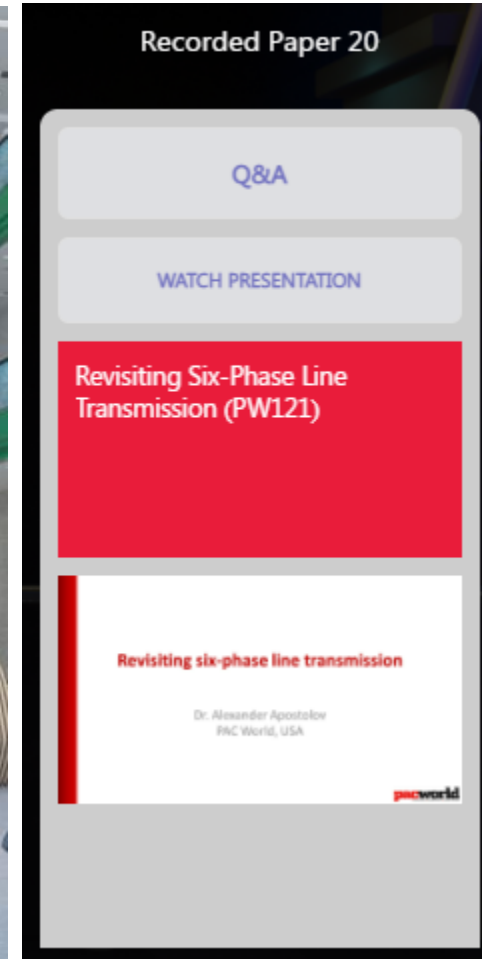 Recorded Paper 20
Q&A
WATCH PRESENTATION
Revisiting Six-Phase Line
Transmission (PW121)
Revisiting six-phase line transmission
Dr. Alexander Apostolov
PAC World, USA
pacworld